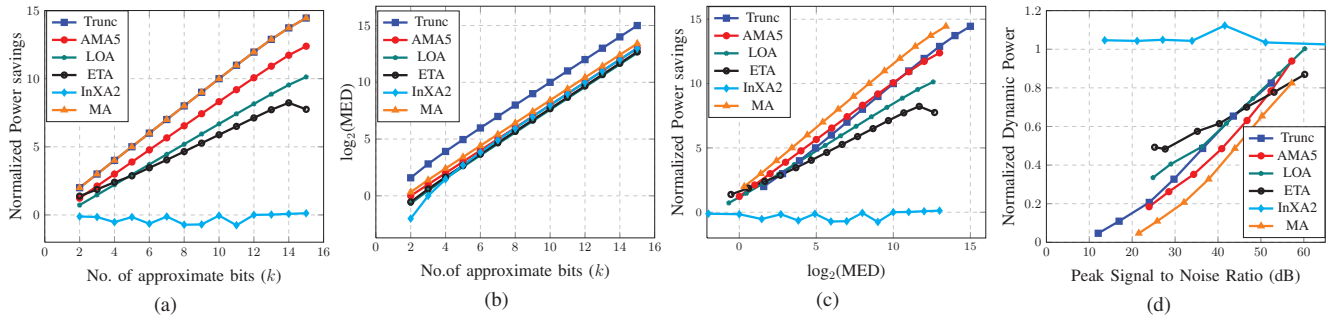 15
10
5
0
0
2
4
6
8
10
12
14
16
Normalized Power savings
No. of approximate bits (k)
Trunc
AMA5
LOA
ETA
InXA2
MA
(a)
15
10
5
0
0
2
4
6
8
10
12
14
16
log2(MED)
No.of approximate bits (k)
Trunc
AMA5
LOA
ETA
InXA2
MA
(b)
15
10
5
0
0
5
10
15
Normalized Power savings
log2(MED)
Trunc
AMA5
LOA
ETA
InXA2
MA
(c)
1.2
1
0.8
0.6
0.4
0.2
0
0
10
20
30
40
50
60
Normalized Dynamic Power
Peak Signal to Noise Ratio (dB)
Trunc
AMA5
LOA
ETA
InXA2
MA
(d)